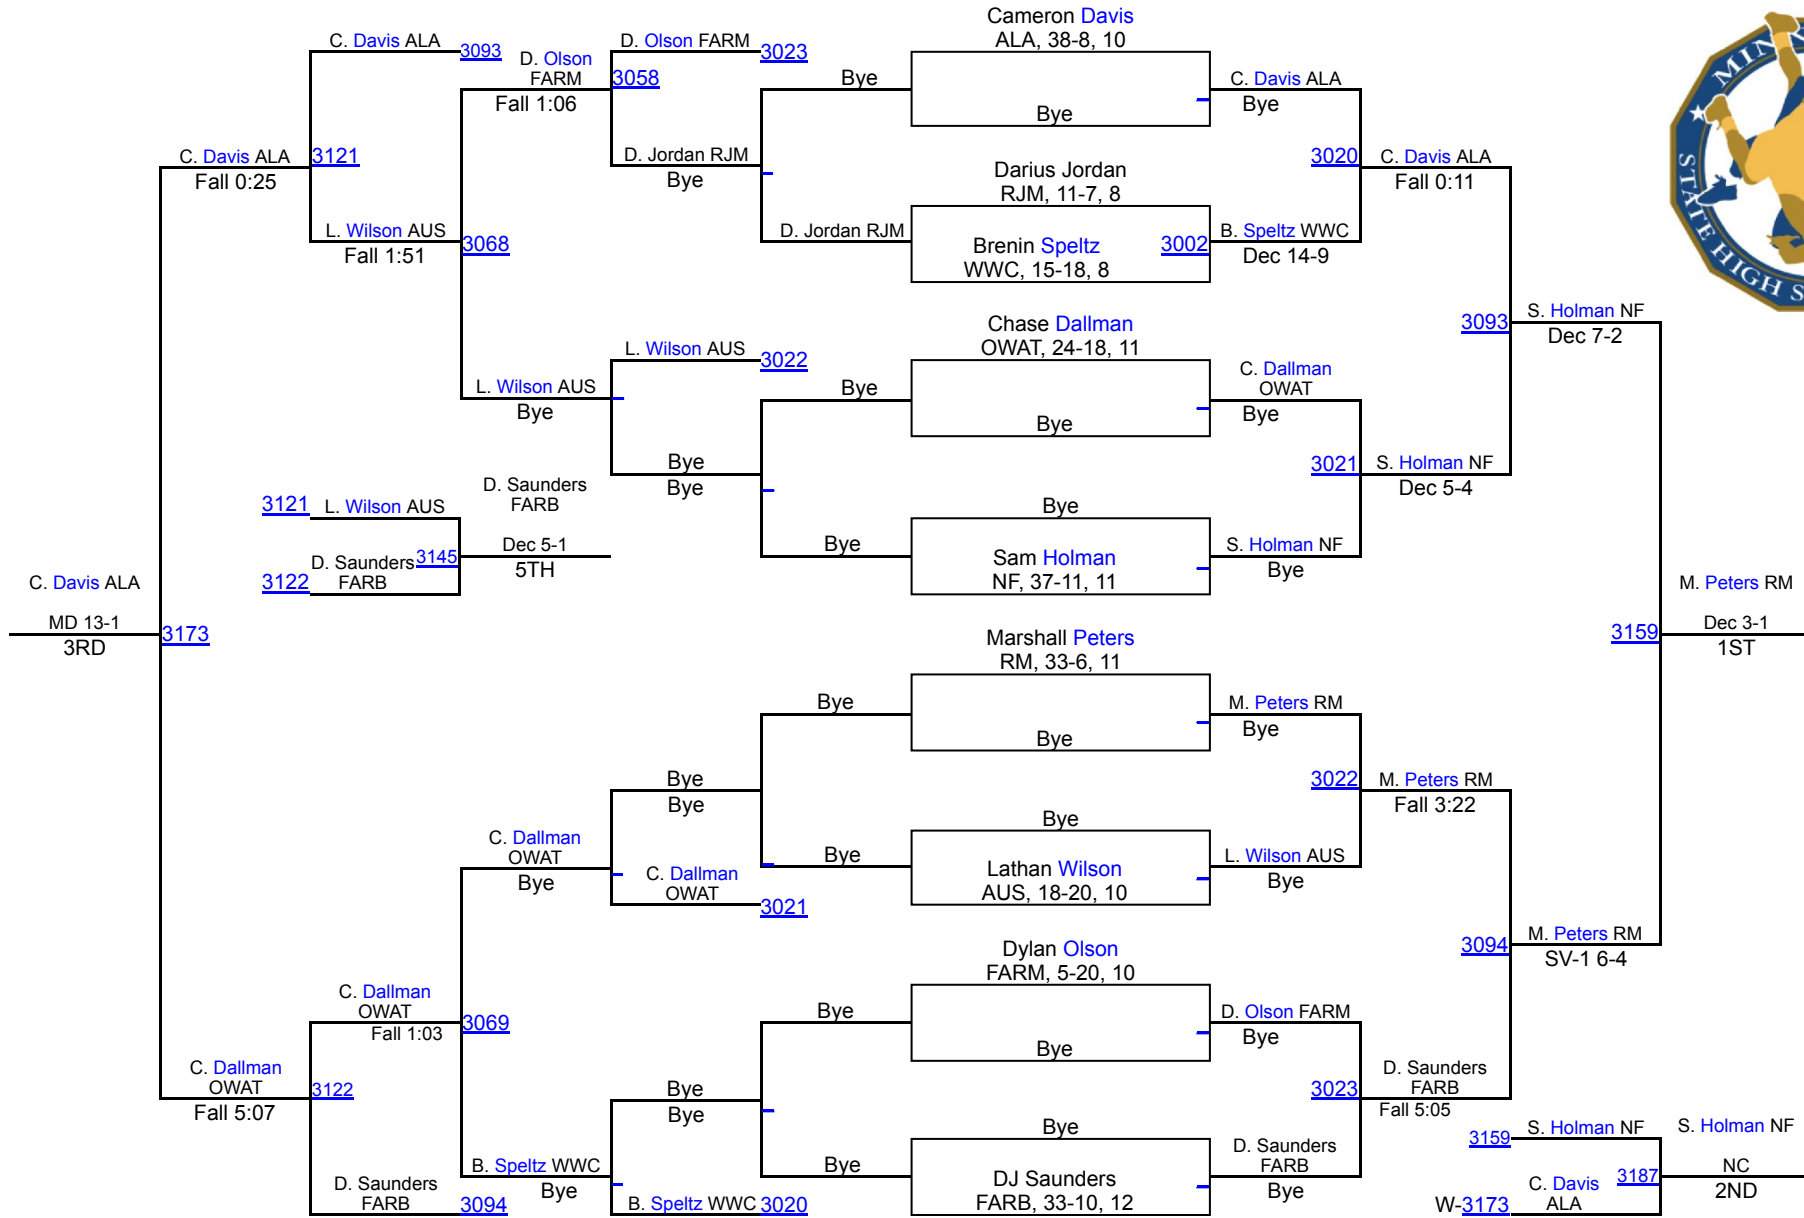 Cameron Davis
ALA, 38-8, 10
C. Davis ALA
3093
D. Olson
FARM
Fall 1:06
D. Olson FARM
3023
3058
Bye
Bye
C. Davis ALA
Bye
C. Davis ALA
Fall 0:25
3121
D. Jordan RJM
Bye
Darius Jordan
RJM, 11-7, 8
3020
C. Davis ALA
Fall 0:11
L. Wilson AUS
Fall 1:51
3068
D. Jordan RJM
Brenin Speltz
WWC, 15-18, 8
3002
B. Speltz WWC
Dec 14-9
Chase Dallman
OWAT, 24-18, 11
3093
S. Holman NF
Dec 7-2
L. Wilson AUS
3022
L. Wilson AUS
Bye
Bye
Bye
C. Dallman
OWAT
Bye
Bye
Bye
3021
S. Holman NF
Dec 5-4
3121
L. Wilson AUS
D. Saunders
FARB
Bye
Bye
Sam Holman
NF, 37-11, 11
S. Holman NF
Bye
3122
D. Saunders
FARB
3145
Dec 5-1
5TH
C. Davis ALA
MD 13-1
3RD
3173
Marshall Peters
RM, 33-6, 11
3159
M. Peters RM
Dec 3-1
1ST
Bye
Bye
M. Peters RM
Bye
Bye
Bye
3022
M. Peters RM
Fall 3:22
C. Dallman
OWAT
Bye
C. Dallman
OWAT
3021
Bye
Bye
Lathan Wilson
AUS, 18-20, 10
L. Wilson AUS
Bye
Dylan Olson
FARM, 5-20, 10
3094
M. Peters RM
SV-1 6-4
C. Dallman
OWAT
Fall 1:03
3069
Bye
Bye
D. Olson FARM
Bye
C. Dallman
OWAT
Fall 5:07
3122
Bye
Bye
3023
D. Saunders
FARB
Fall 5:05
D. Saunders
FARB
3094
B. Speltz WWC
Bye
B. Speltz WWC
3020
Bye
Bye
DJ Saunders
FARB, 33-10, 12
D. Saunders
FARB
Bye
3159
S. Holman NF
W-3173
C. Davis
ALA
3187
S. Holman NF
NC
2ND
STATE HIGH S
MIN